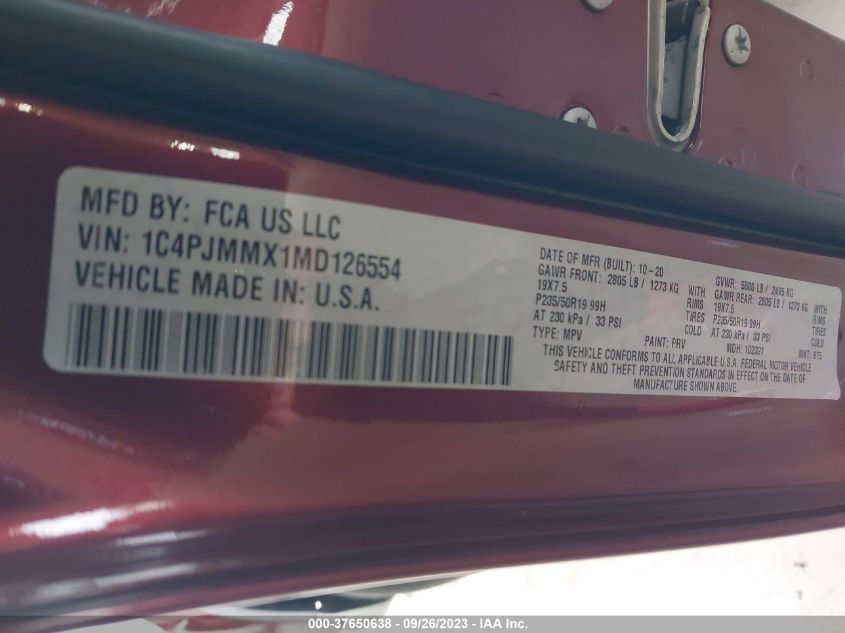 MFD BY: FCA US LLC
VIN: 1C4PJMMX1MD126554
VEHICLE MADE IN: U.S.A.
DATE OF MFR (BUILT): 10-20
GAWR FRONT: 2805 LB / 1273 KG WITH
19X7.5 RIMS
P235/50R19 99H TIRES
AT 230 kPa / 33 PSI COLD
TYPE: MPV PAINT: PRV
GVWR: 5500 LB / 2495 KG
GAWR REAR: 2805 LB / 1273 KG WITH
19X7.5 RIMS
P235/50R19 99H TIRES
AT 230 kPa / 33 PSI COLD
MDH: 102321 MKT: 875
THIS VEHICLE CONFORMS TO ALL APPLICABLE U.S.A. FEDERAL MOTOR VEHICLE
SAFETY AND THEFT PREVENTION STANDARDS IN EFFECT ON THE DATE OF
MANUFACTURE SHOWN ABOVE.
000-37650638 - 09/26/2023 - IAA Inc.